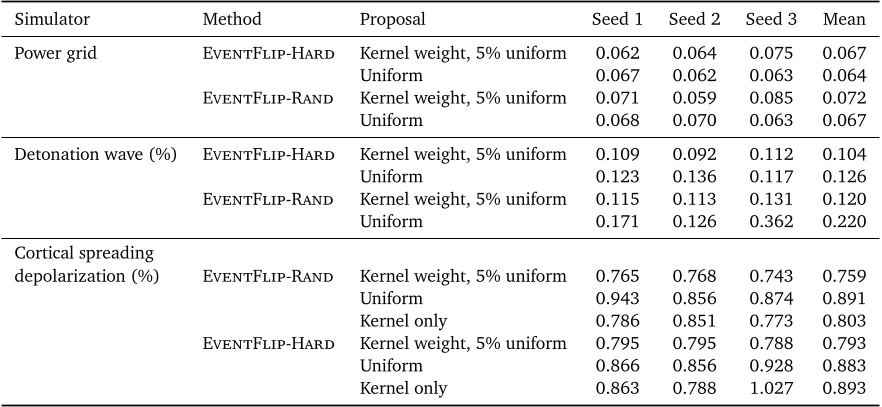 Simulator Method Proposal Seed 1 Seed 2 Seed 3 Mean
Power grid EVENTFLIP-HARD Kernel weight, 5% uniform 0.062 0.064 0.075 0.067
Uniform 0.067 0.062 0.063 0.064
EVENTFLIP-RAND Kernel weight, 5% uniform 0.071 0.059 0.085 0.072
Uniform 0.068 0.070 0.063 0.067
Detonation wave (%) EVENTFLIP-HARD Kernel weight, 5% uniform 0.109 0.092 0.112 0.104
Uniform 0.123 0.136 0.117 0.126
EVENTFLIP-RAND Kernel weight, 5% uniform 0.115 0.113 0.131 0.120
Uniform 0.171 0.126 0.362 0.220
Cortical spreading
depolarization (%) EVENTFLIP-RAND Kernel weight, 5% uniform 0.765 0.768 0.743 0.759
Uniform 0.943 0.856 0.874 0.891
Kernel only 0.786 0.851 0.773 0.803
EVENTFLIP-HARD Kernel weight, 5% uniform 0.795 0.795 0.788 0.793
Uniform 0.866 0.856 0.928 0.883
Kernel only 0.863 0.788 1.027 0.893